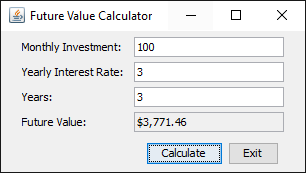 Future Value Calculator
Monthly Investment: 100
Yearly Interest Rate: 3
Years: 3
Future Value: $3,771.46
Calculate Exit